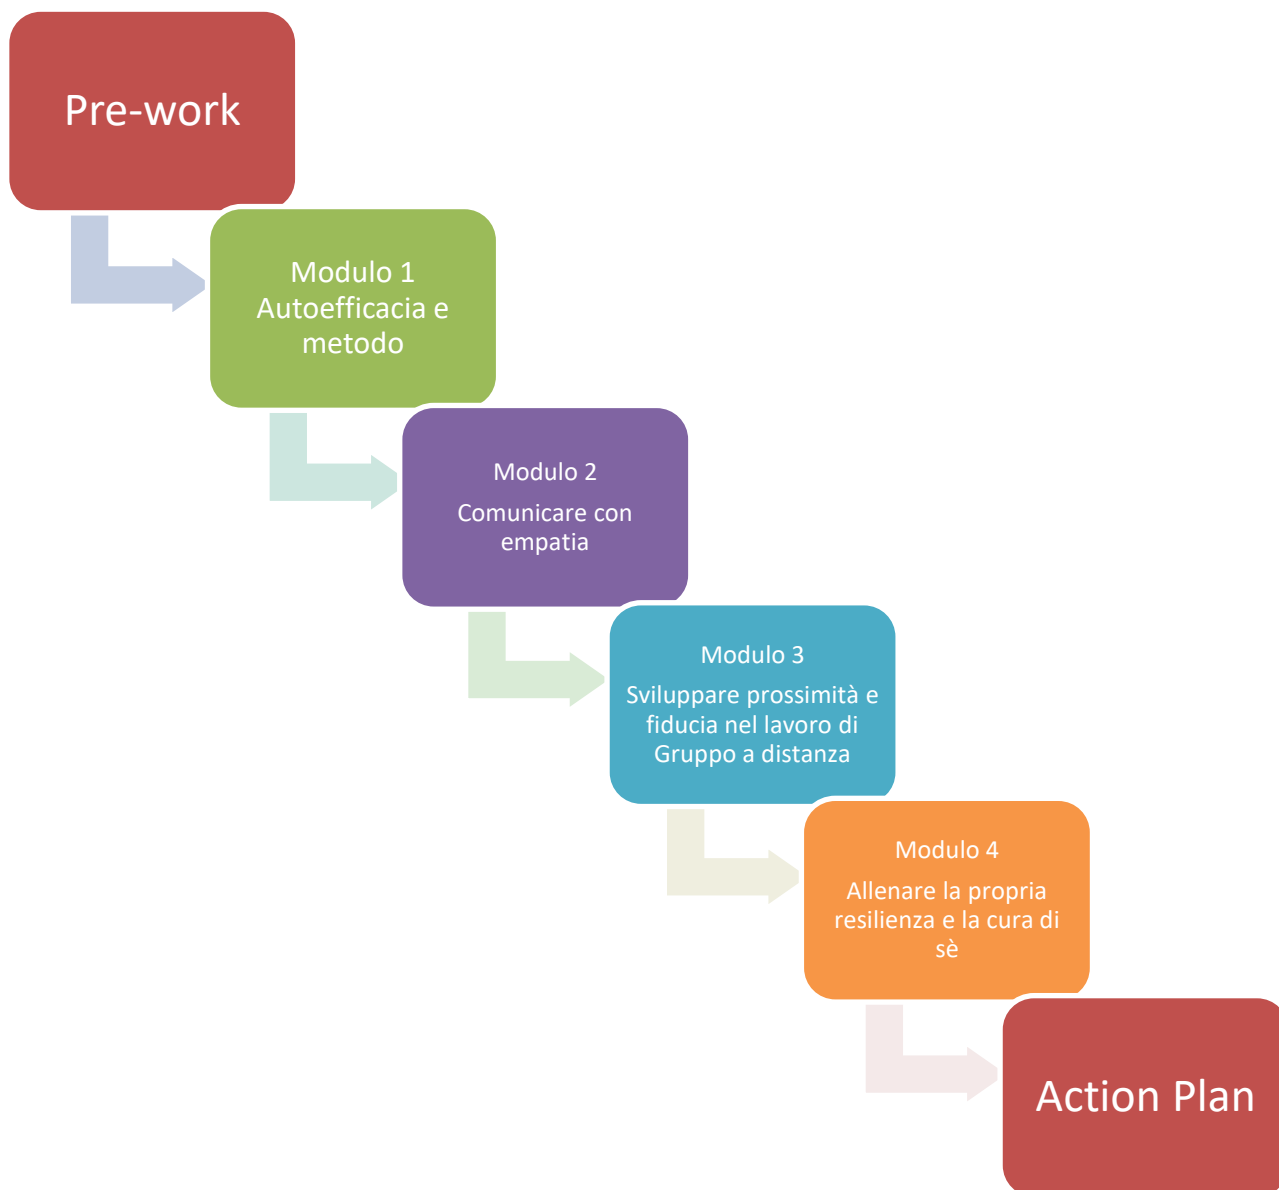 Pre-work
Modulo 1
Autoefficacia e
metodo
Modulo 2
Comunicare con
empatia
Modulo 3
Sviluppare prossimità e
fiducia nel lavoro di
Gruppo a distanza
Modulo 4
Allenare la propria
resilienza e la cura di
sè
Action Plan